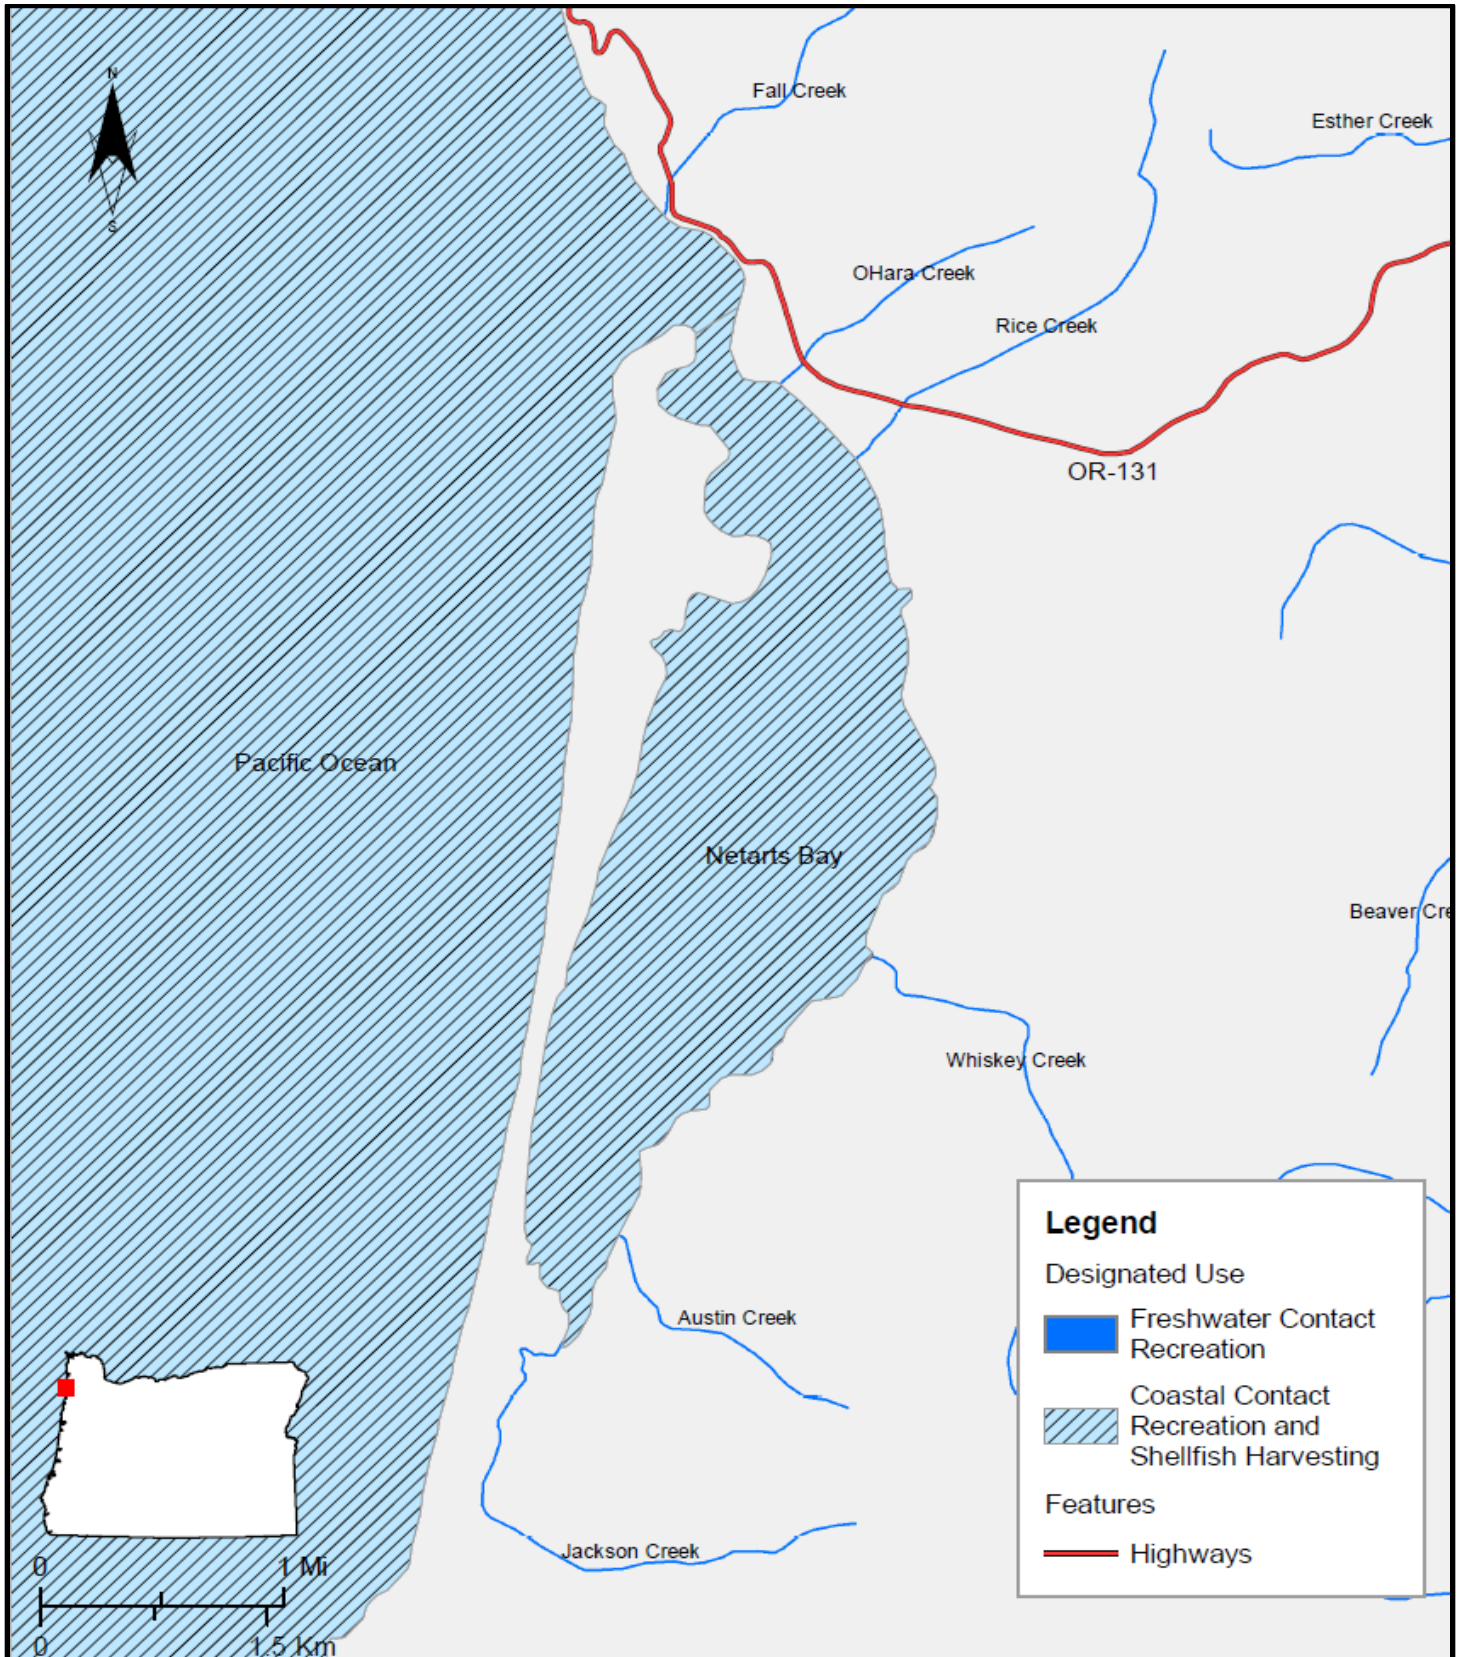 N
S
Fall Creek
Esther Creek
OHara Creek
Rice Creek
OR-131
Pacific Ocean
Netarts Bay
Beaver Cre
Whiskey Creek
Austin Creek
Jackson Creek
Legend
Designated Use
Freshwater Contact
Recreation
Coastal Contact
Recreation and
Shellfish Harvesting
Features
Highways
0
1 Mi
0
1.5 Km